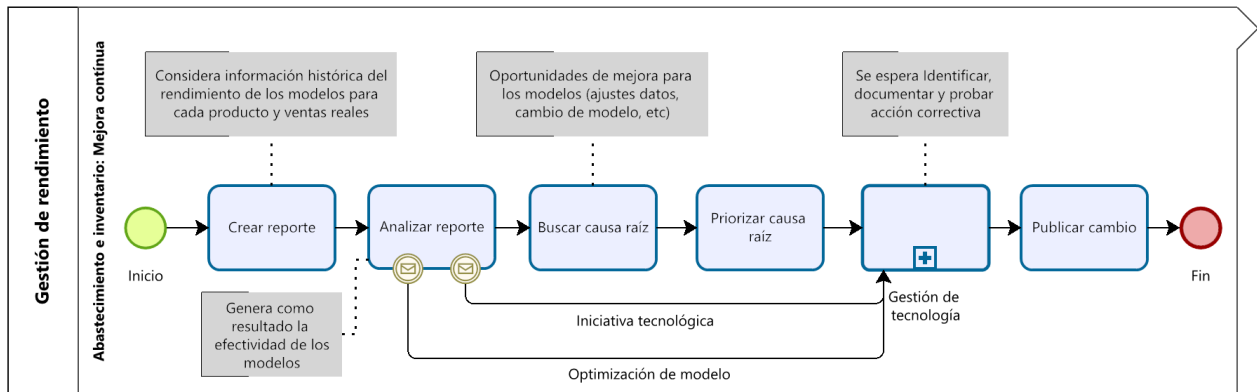 Gestión de rendimiento
Abastecimiento e inventario: Mejora contínua
Considera información histórica del
rendimiento de los modelos para
cada producto y ventas reales
Oportunidades de mejora para
los modelos (ajustes datos,
cambio de modelo, etc)
Se espera Identificar,
documentar y probar
acción correctiva
Inicio
Crear reporte
Analizar reporte
Buscar causa raíz
Priorizar causa
raíz
Gestión de
tecnología
Publicar cambio
Fin
Genera como
resultado la
efectividad de los
modelos
Iniciativa tecnológica
Optimización de modelo